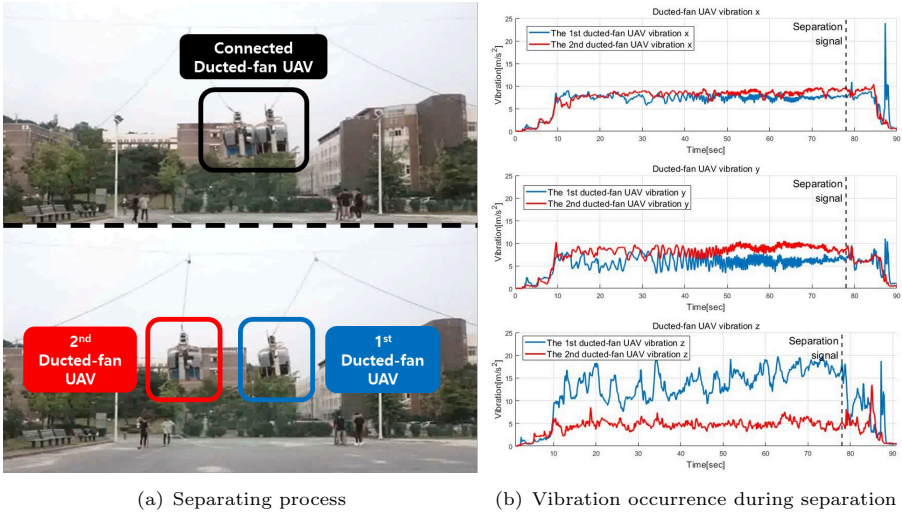 Connected
Ducted-fan UAV
2nd
Ducted-fan
UAV
1st
Ducted-fan
UAV
(a) Separating process
Ducted-fan UAV vibration x
The 1st ducted-fan UAV vibration x
The 2nd ducted-fan UAV vibration x
Separation
signal
Vibration[m/s²]
25
20
15
10
5
0
0 10 20 30 40 50 60 70 80 90
Time[sec]
Ducted-fan UAV vibration y
The 1st ducted-fan UAV vibration y
The 2nd ducted-fan UAV vibration y
Separation
signal
Vibration[m/s²]
25
20
15
10
5
0
0 10 20 30 40 50 60 70 80 90
Time[sec]
Ducted-fan UAV vibration z
The 1st ducted-fan UAV vibration z
The 2nd ducted-fan UAV vibration z
Separation
signal
Vibration[m/s²]
25
20
15
10
5
0
0 10 20 30 40 50 60 70 80 90
Time[sec]
(b) Vibration occurrence during separation